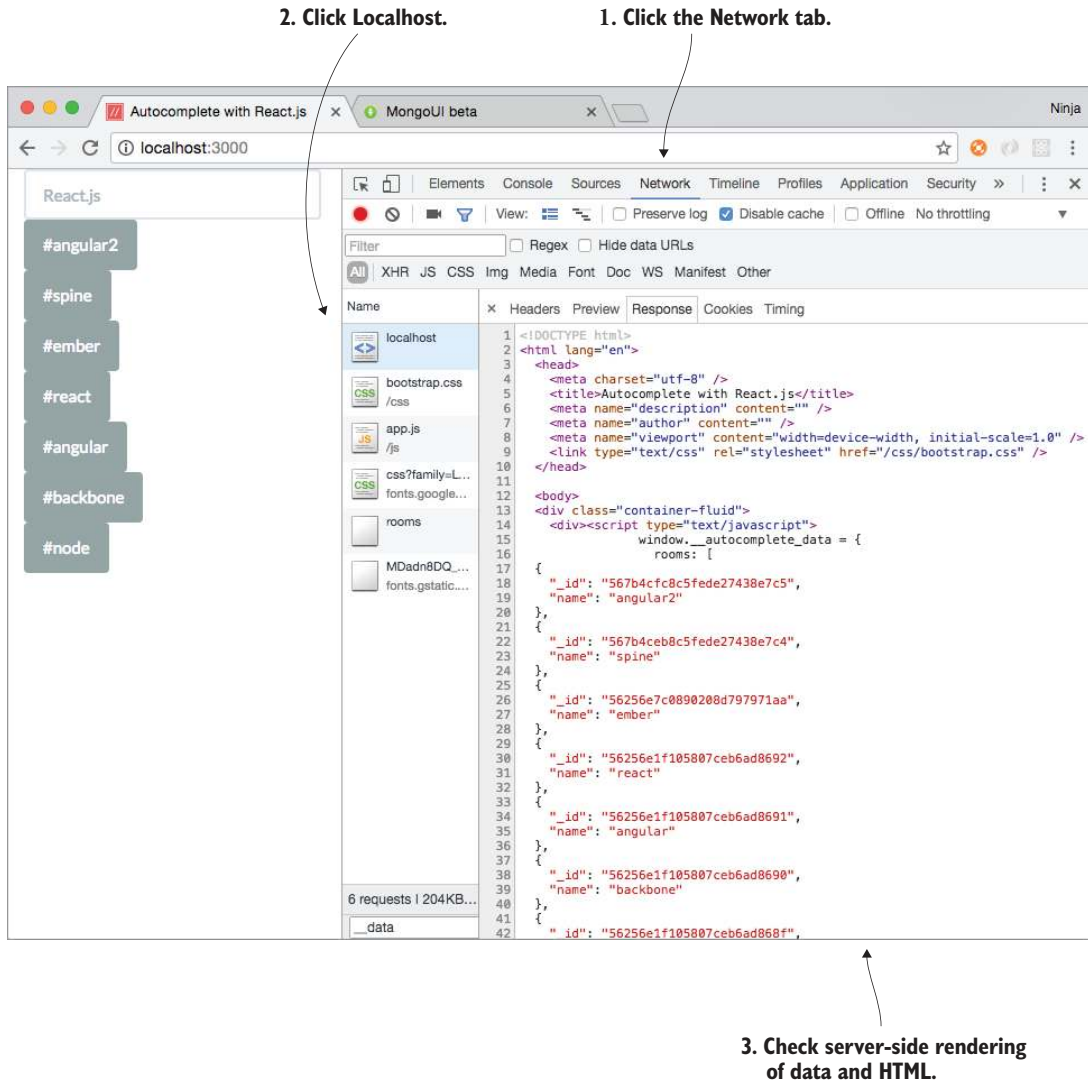 2. Click Localhost.
1. Click the Network tab.
Autocomplete with React.js
MongoUI beta
Ninja
localhost:3000
React.js
#angular2
#spine
#ember
#react
#angular
#backbone
#node
Elements Console Sources Network Timeline Profiles Application Security »
View: Preserve log Disable cache Offline No throttling
Filter Regex Hide data URLs
All XHR JS CSS Img Media Font Doc WS Manifest Other
Name
localhost
bootstrap.css
/css
app.js
/js
css?family=L...
fonts.google...
rooms
MDadn8DQ_...
fonts.gstatic....
6 requests | 204KB...
__data
× Headers Preview Response Cookies Timing
1 <!DOCTYPE html>
2 <html lang="en">
3 <head>
4 <meta charset="utf-8" />
5 <title>Autocomplete with React.js</title>
6 <meta name="description" content="" />
7 <meta name="author" content="" />
8 <meta name="viewport" content="width=device-width, initial-scale=1.0" />
9 <link type="text/css" rel="stylesheet" href="/css/bootstrap.css" />
10 </head>
11
12 <body>
13 <div class="container-fluid">
14 <div><script type="text/javascript">
15 window.__autocomplete_data = {
16 rooms: [
17 {
18 "_id": "567b4cfc8c5fede27438e7c5",
19 "name": "angular2"
20 },
21 {
22 "_id": "567b4ceb8c5fede27438e7c4",
23 "name": "spine"
24 },
25 {
26 "_id": "56256e7c0890208d797971aa",
27 "name": "ember"
28 },
29 {
30 "_id": "56256e1f105807ceb6ad8692",
31 "name": "react"
32 },
33 {
34 "_id": "56256e1f105807ceb6ad8691",
35 "name": "angular"
36 },
37 {
38 "_id": "56256e1f105807ceb6ad8690",
39 "name": "backbone"
40 },
41 {
42 "_id": "56256e1f105807ceb6ad868f",
3. Check server-side rendering
of data and HTML.